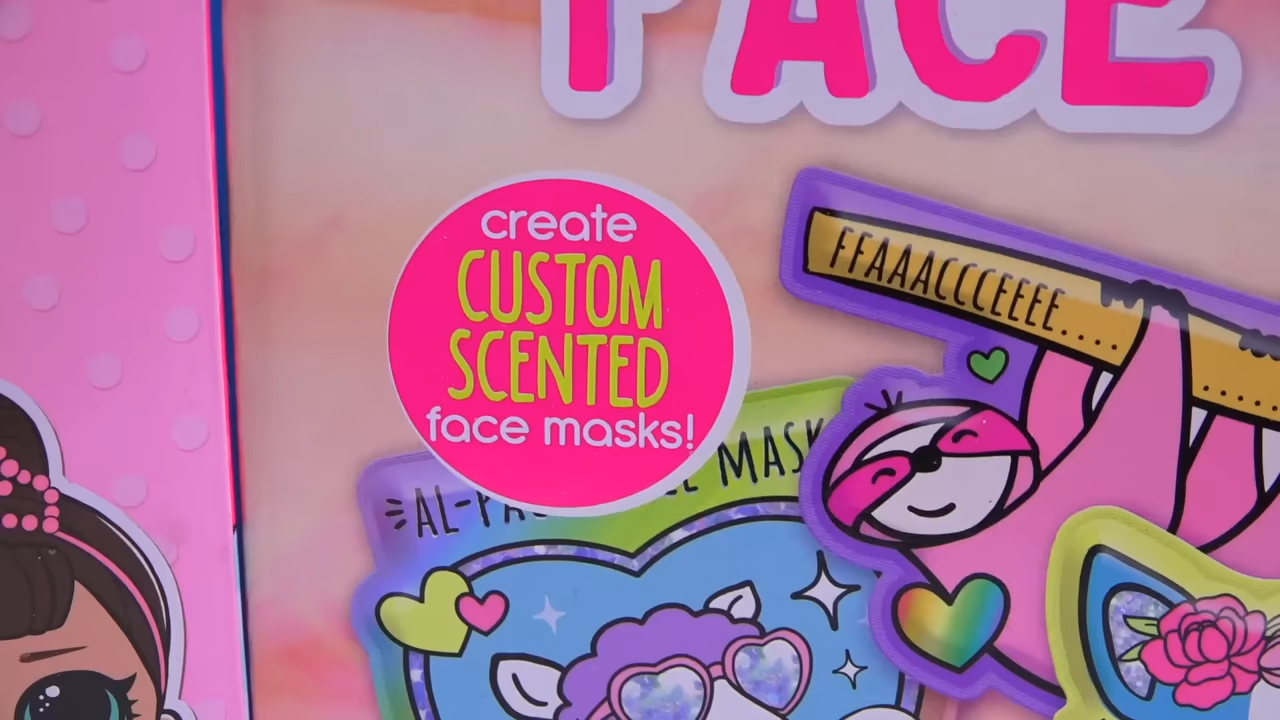 FACE
create
CUSTOM
SCENTED
face masks!
FFAAACCCEEEE....
MASK